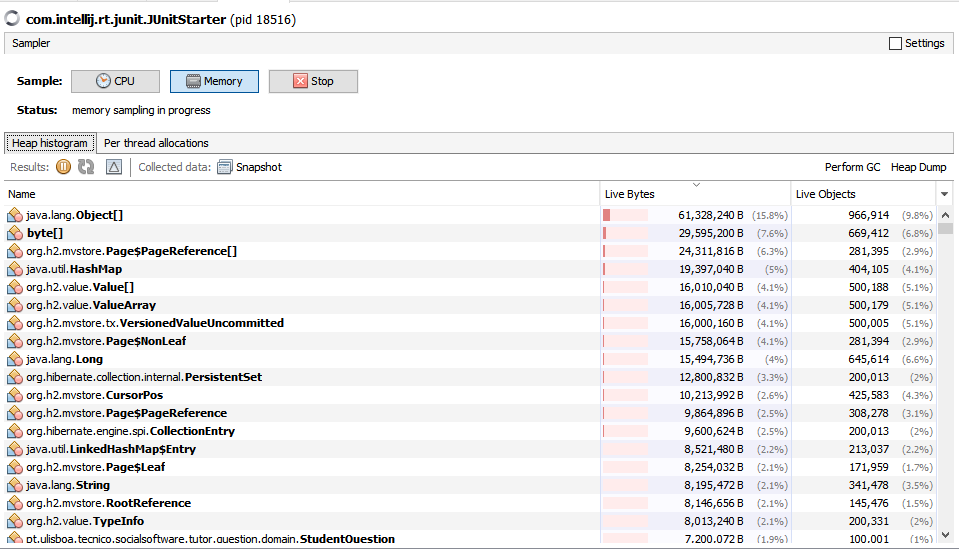 com.intellij.rt.junit.JUnitStarter (pid 18516)
Sampler Settings
Sample: CPU Memory Stop
Status: memory sampling in progress
Heap histogram Per thread allocations
Results: Collected data: Snapshot Perform GC Heap Dump
Name Live Bytes Live Objects
java.lang.Object[] 61,328,240 B (15.8%) 966,914 (9.8%)
byte[] 29,595,200 B (7.6%) 669,412 (6.8%)
org.h2.mvstore.Page$PageReference[] 24,311,816 B (6.3%) 281,395 (2.9%)
java.util.HashMap 19,397,040 B (5%) 404,105 (4.1%)
org.h2.value.Value[] 16,010,040 B (4.1%) 500,188 (5.1%)
org.h2.value.ValueArray 16,005,728 B (4.1%) 500,179 (5.1%)
org.h2.mvstore.tx.VersionedValueUncommitted 16,000,160 B (4.1%) 500,005 (5.1%)
org.h2.mvstore.Page$NonLeaf 15,758,064 B (4.1%) 281,394 (2.9%)
java.lang.Long 15,494,736 B (4%) 645,614 (6.6%)
org.hibernate.collection.internal.PersistentSet 12,800,832 B (3.3%) 200,013 (2%)
org.h2.mvstore.CursorPos 10,213,992 B (2.6%) 425,583 (4.3%)
org.h2.mvstore.Page$PageReference 9,864,896 B (2.5%) 308,278 (3.1%)
org.hibernate.engine.spi.CollectionEntry 9,600,624 B (2.5%) 200,013 (2%)
java.util.LinkedHashMap$Entry 8,521,480 B (2.2%) 213,037 (2.2%)
org.h2.mvstore.Page$Leaf 8,254,032 B (2.1%) 171,959 (1.7%)
java.lang.String 8,195,472 B (2.1%) 341,478 (3.5%)
org.h2.mvstore.RootReference 8,146,656 B (2.1%) 145,476 (1.5%)
org.h2.value.TypeInfo 8,013,240 B (2.1%) 200,331 (2%)
pt.ulisboa.tecnico.socialsoftware.tutor.question.domain.StudentQuestion 7,200,072 B (1.9%) 100,001 (1%)